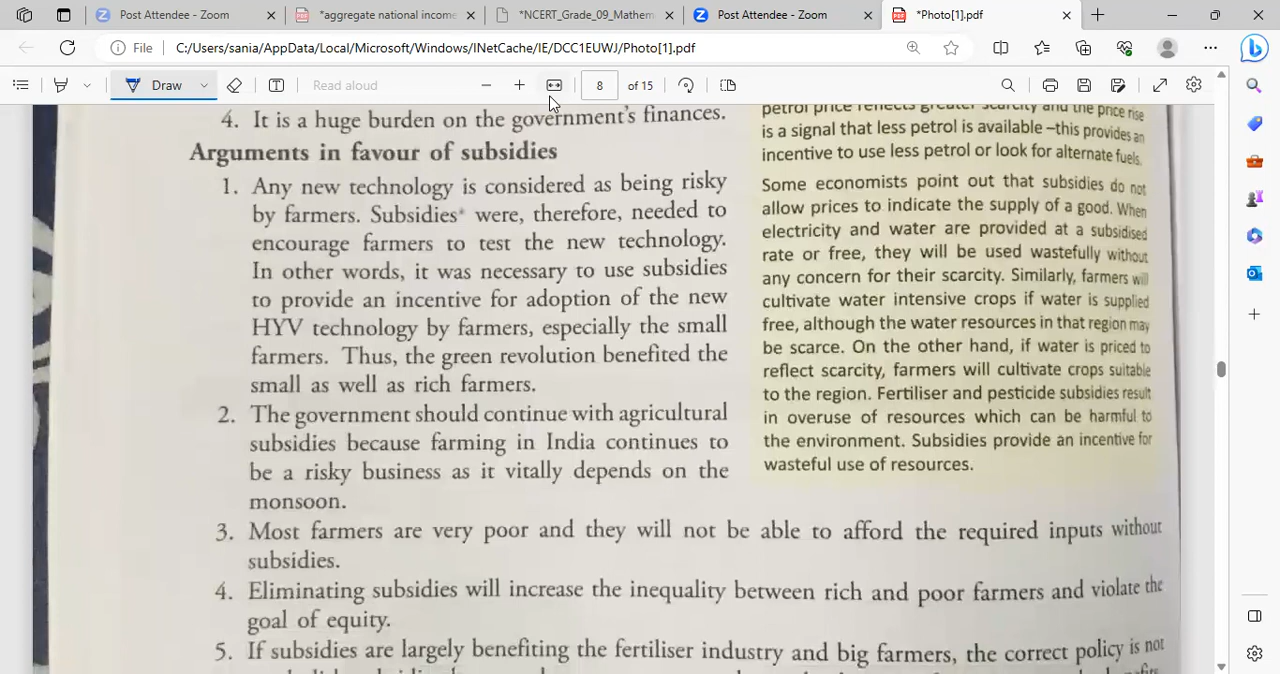 Post Attendee - Zoom
*aggregate national income
*NCERT_Grade_09_Mathem
Post Attendee - Zoom
*Photo[1].pdf
File
C:/Users/sania/AppData/Local/Microsoft/Windows/INetCache/IE/DCC1EUWJ/Photo[1].pdf
Draw
Read aloud
8
of 15
4. It is a huge burden on the government's finances.
Arguments in favour of subsidies
1. Any new technology is considered as being risky
by farmers. Subsidies* were, therefore, needed to
encourage farmers to test the new technology.
In other words, it was necessary to use subsidies
to provide an incentive for adoption of the new
HYV technology by farmers, especially the small
farmers. Thus, the green revolution benefited the
small as well as rich farmers.
2. The government should continue with agricultural
subsidies because farming in India continues to
be a risky business as it vitally depends on the
monsoon.
3. Most farmers are very poor and they will not be able to afford the required inputs without
subsidies.
4. Eliminating subsidies will increase the inequality between rich and poor farmers and violate the
goal of equity.
5. If subsidies are largely benefiting the fertiliser industry and big farmers, the correct policy is not
petrol price reflects greater scarcity and the price rise
is a signal that less petrol is available –this provides an
incentive to use less petrol or look for alternate fuels.
Some economists point out that subsidies do not
allow prices to indicate the supply of a good. When
electricity and water are provided at a subsidised
rate or free, they will be used wastefully without
any concern for their scarcity. Similarly, farmers will
cultivate water intensive crops if water is supplied
free, although the water resources in that region may
be scarce. On the other hand, if water is priced to
reflect scarcity, farmers will cultivate crops suitable
to the region. Fertiliser and pesticide subsidies result
in overuse of resources which can be harmful to
the environment. Subsidies provide an incentive for
wasteful use of resources.